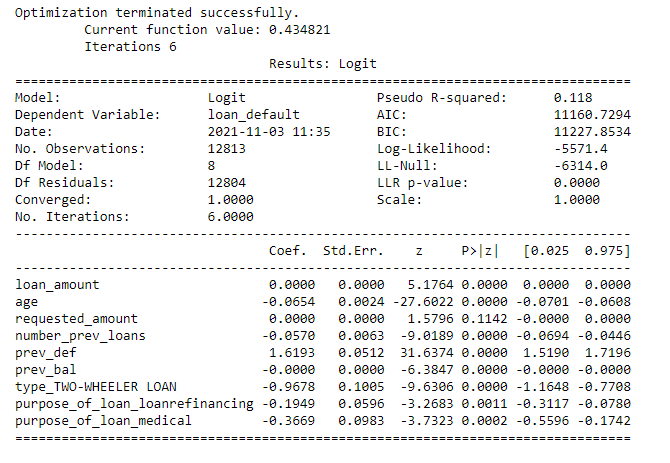 Optimization terminated successfully.
         Current function value: 0.434821
         Iterations 6
                                 Results: Logit
=================================================================================
Model:                   Logit                 Pseudo R-squared:      0.118
Dependent Variable:      loan_default          AIC:                   11160.7294
Date:                    2021-11-03 11:35      BIC:                   11227.8534
No. Observations:        12813                 Log-Likelihood:        -5571.4
Df Model:                8                     LL-Null:               -6314.0
Df Residuals:            12804                 LLR p-value:           0.0000
Converged:               1.0000                Scale:                 1.0000
No. Iterations:          6.0000
---------------------------------------------------------------------------------
                                 Coef.  Std.Err.    z     P>|z|   [0.025  0.975]
---------------------------------------------------------------------------------
loan_amount                      0.0000   0.0000   5.1764 0.0000  0.0000  0.0000
age                             -0.0654   0.0024 -27.6022 0.0000 -0.0701 -0.0608
requested_amount                 0.0000   0.0000   1.5796 0.1142 -0.0000  0.0000
number_prev_loans               -0.0570   0.0063  -9.0189 0.0000 -0.0694 -0.0446
prev_def                         1.6193   0.0512  31.6374 0.0000  1.5190  1.7196
prev_bal                        -0.0000   0.0000  -6.3847 0.0000 -0.0000 -0.0000
type_TWO-WHEELER LOAN           -0.9678   0.1005  -9.6306 0.0000 -1.1648 -0.7708
purpose_of_loan_loanrefinancing -0.1949   0.0596  -3.2683 0.0011 -0.3117 -0.0780
purpose_of_loan_medical         -0.3669   0.0983  -3.7323 0.0002 -0.5596 -0.1742
=================================================================================